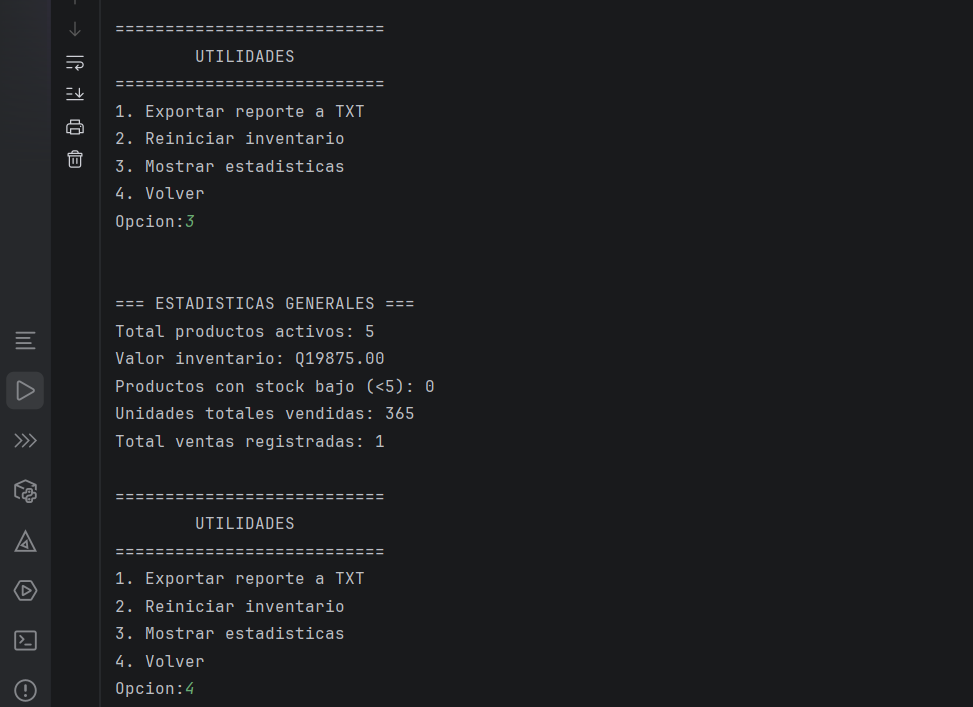 ===========================
UTILIDADES
===========================
1. Exportar reporte a TXT
2. Reiniciar inventario
3. Mostrar estadisticas
4. Volver
Opcion:3
=== ESTADISTICAS GENERALES ===
Total productos activos: 5
Valor inventario: Q19875.00
Productos con stock bajo (<5): 0
Unidades totales vendidas: 365
Total ventas registradas: 1
===========================
UTILIDADES
===========================
1. Exportar reporte a TXT
2. Reiniciar inventario
3. Mostrar estadisticas
4. Volver
Opcion:4